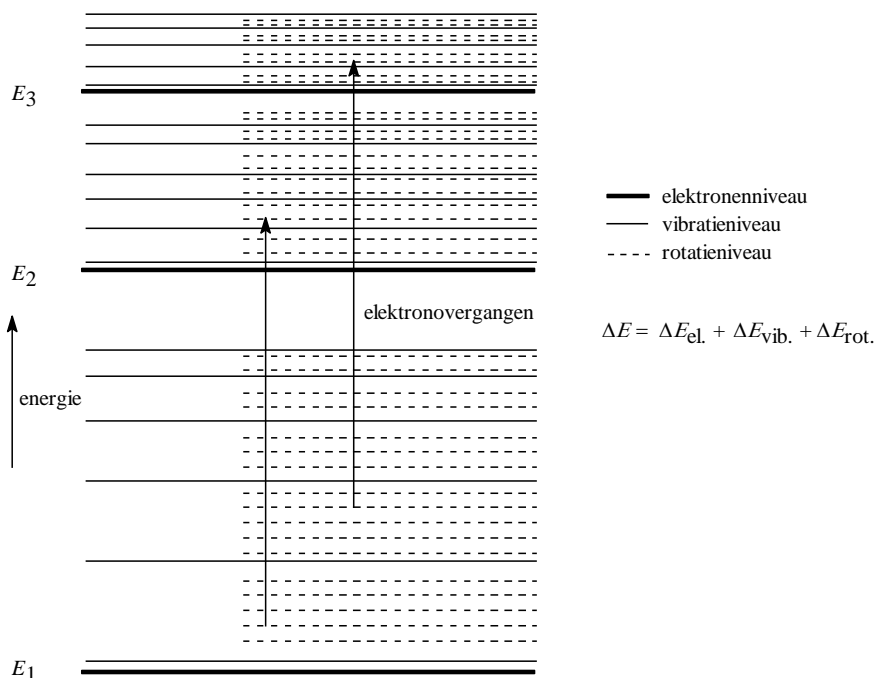 E3
elektronenniveau
vibratieniveau
rotatieniveau
E2
elektronovergangen
ΔE = ΔEel. + ΔEvib. + ΔErot.
energie
E1